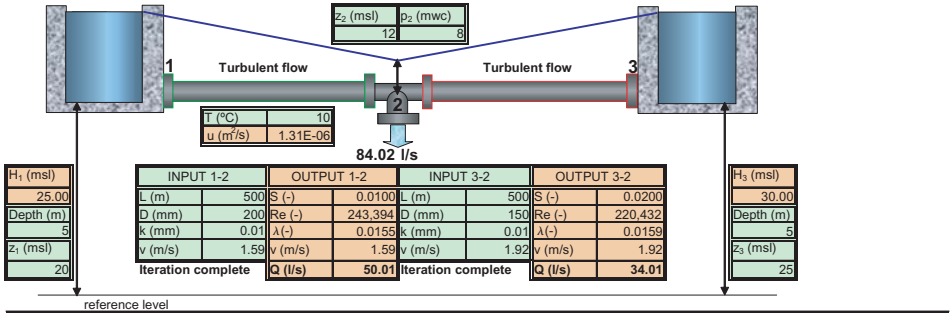 z2 (msl) p2 (mwc)
12 8
1 Turbulent flow Turbulent flow 3
2
T (ºC) 10
u (m2/s) 1.31E-06
84.02 l/s
H1 (msl)
25.00
Depth (m)
5
z1 (msl)
20
INPUT 1-2 OUTPUT 1-2 INPUT 3-2 OUTPUT 3-2
L (m) 500 S (-) 0.0100 L (m) 500 S (-) 0.0200
D (mm) 200 Re (-) 243,394 D (mm) 150 Re (-) 220,432
k (mm) 0.01 λ(-) 0.0155 k (mm) 0.01 λ(-) 0.0159
v (m/s) 1.59 v (m/s) 1.59 v (m/s) 1.92 v (m/s) 1.92
Iteration complete Q (l/s) 50.01 Iteration complete Q (l/s) 34.01
H3 (msl)
30.00
Depth (m)
5
z3 (msl)
25
reference level